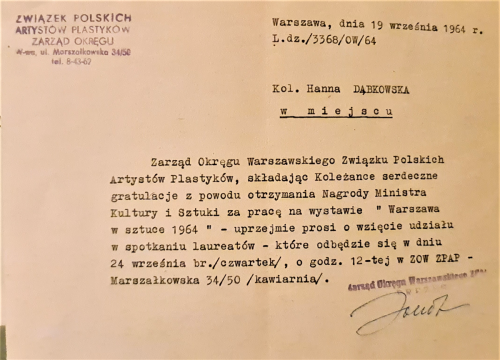 ZWIĄZEK POLSKICH
ARTYSTÓW PLASTYKÓW
ZARZĄD OKRĘGU
W-wa, ul. Marszałkowska 34/50
tel. 8-43-62
Warszawa, dnia 19 września 1964 r.
L.dz./3368/OW/64
Kol. Hanna DĄBKOWSKA
w miejscu
Zarząd Okręgu Warszawskiego Związku Polskich
Artystów Plastyków, składając Koleżance serdeczne
gratulacje z powodu otrzymania Nagrody Ministra
Kultury i Sztuki za pracę na wystawie " Warszawa
w sztuce 1964 " - uprzejmie prosi o wzięcie udziału
w spotkaniu laureatów - które odbędzie się w dniu
24 września br./czwartek/, o godz. 12-tej w ZOW ZPAP -
Marszałkowska 34/50 /kawiarnia/.
Zarząd Okręgu Warszawskiego